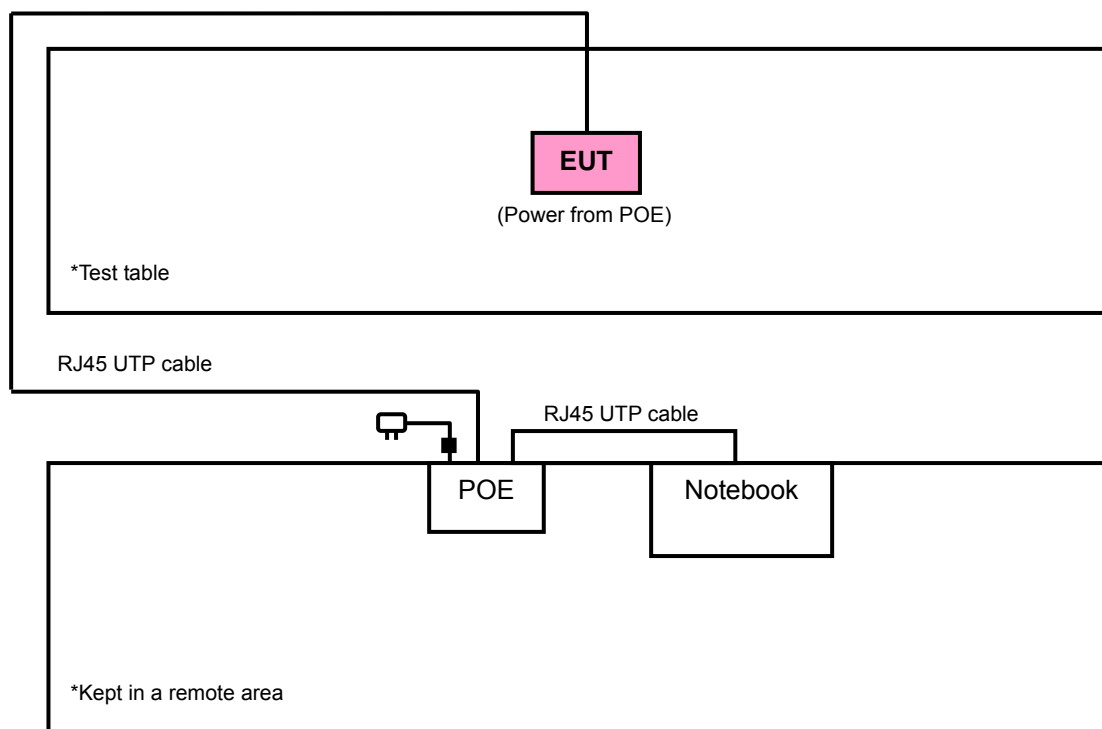 EUT
(Power from POE)
*Test table
RJ45 UTP cable
RJ45 UTP cable
POE
Notebook
*Kept in a remote area